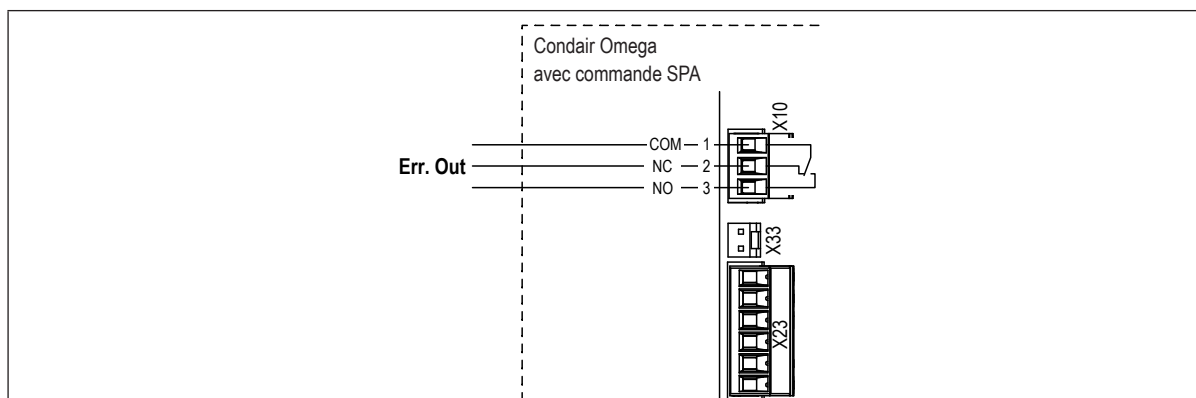 Condair Omega
avec commande SPA
X10
COM 1
Err. Out NC 2
NO 3
X33
X23